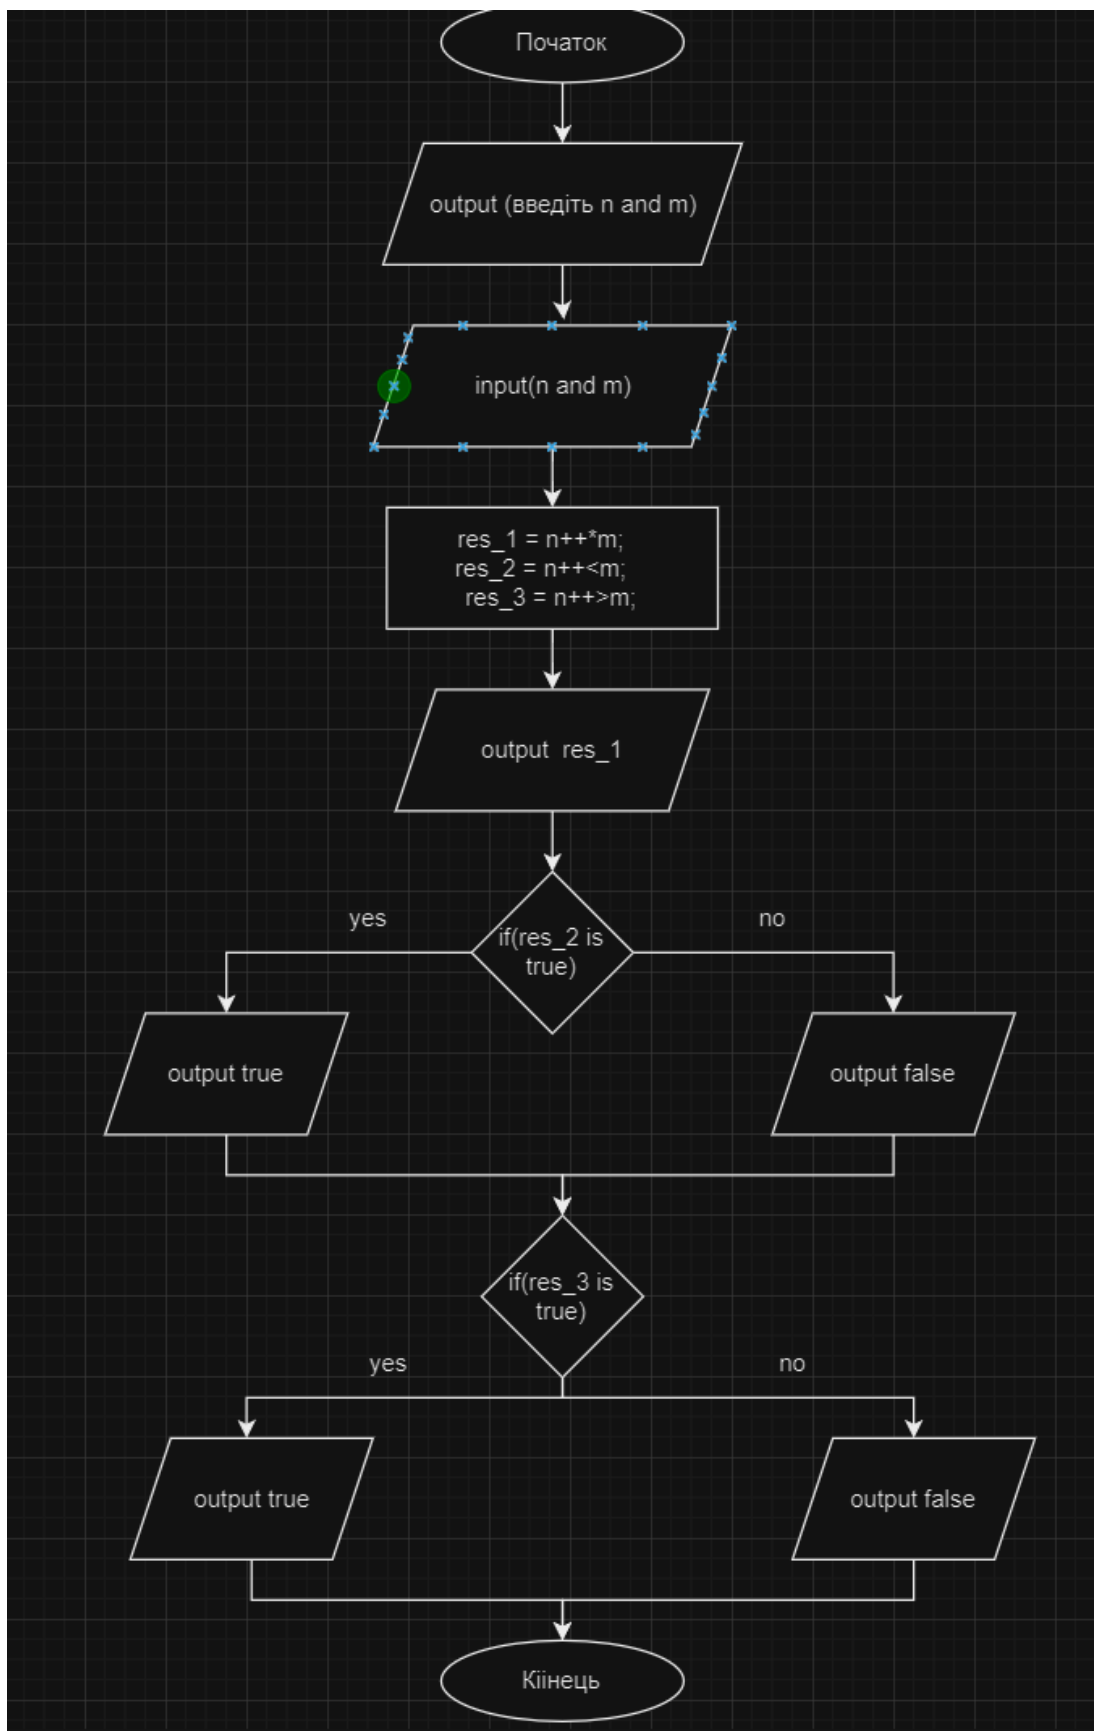 Початок
output (введіть n and m)
input(n and m)
res_1 = n++*m;
res_2 = n++<m;
res_3 = n++>m;
output  res_1
yes
no
if(res_2 is
true)
output true
output false
if(res_3 is
true)
yes
no
output true
output false
Кіінець